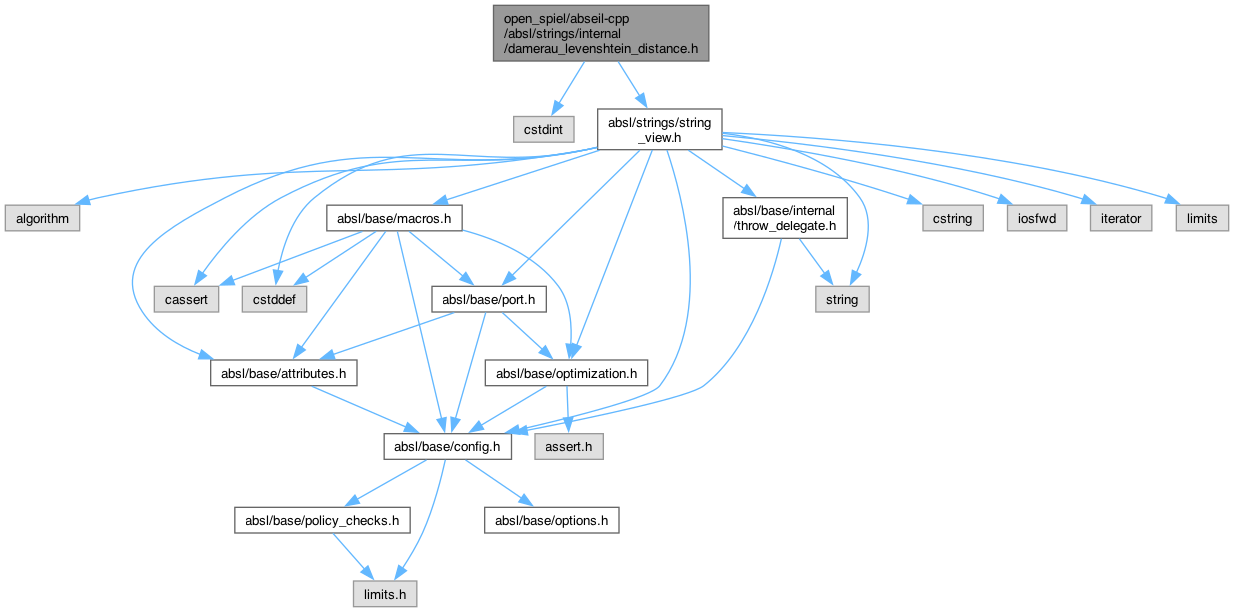 open_spiel/abseil-cpp
/absl/strings/internal
/damerau_levenshtein_distance.h
cstdint
absl/strings/string
_view.h
algorithm
absl/base/macros.h
absl/base/internal
/throw_delegate.h
cstring
iosfwd
iterator
limits
cassert
cstddef
absl/base/port.h
string
absl/base/attributes.h
absl/base/optimization.h
absl/base/config.h
assert.h
absl/base/policy_checks.h
absl/base/options.h
limits.h